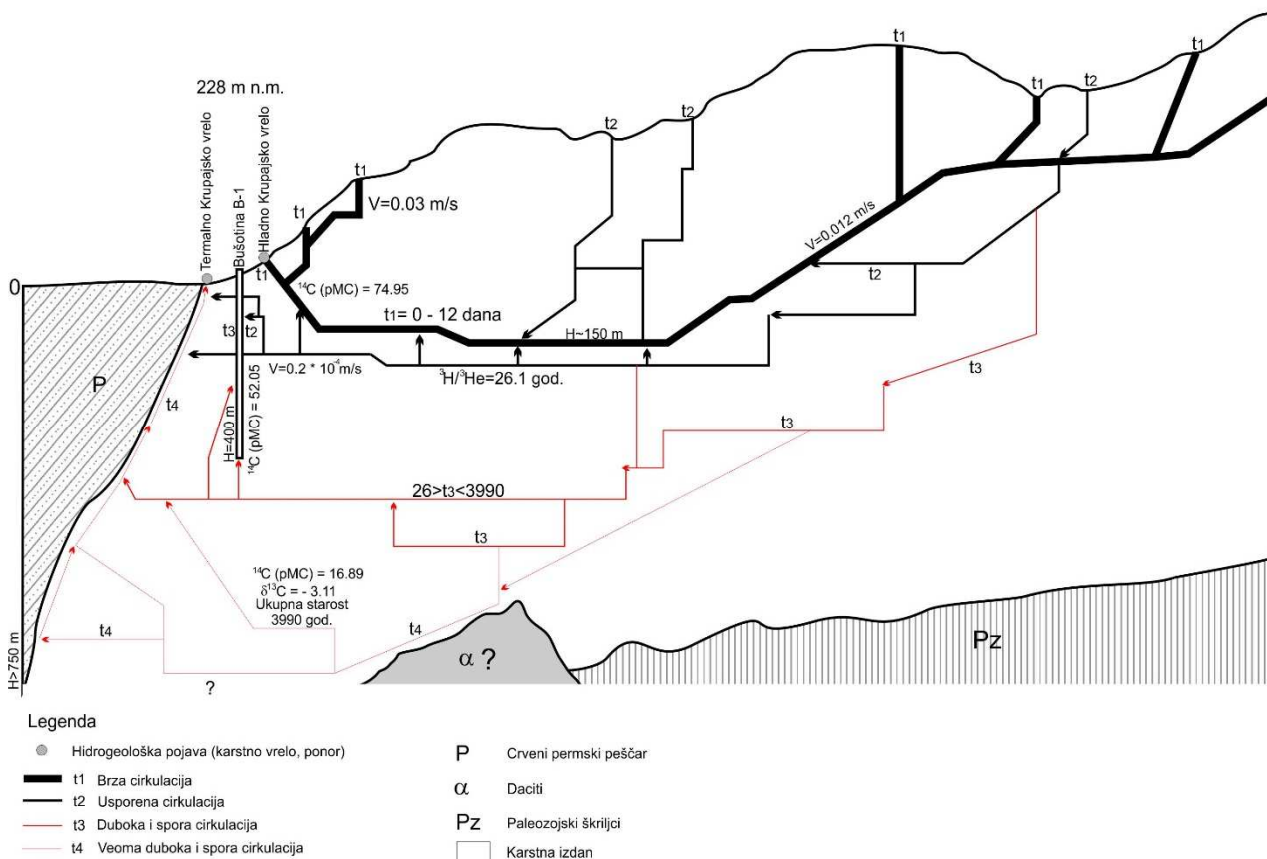 228 m n.m.
Termalno Krupajsko vrelo
Bušotina B-1
Hladno Krupajsko vrelo
t1
t1
t1
V=0.03 m/s
t2
t2
t1
t1
t2
t1
0
t1
¹⁴C (pMC) = 74.95
t1= 0 - 12 dana
H~150 m
V=0.012 m/s
t2
t3
t2
V=0.2 * 10⁻⁴m/s
³H/³He=26.1 god.
P
t4
H=400 m
¹⁴C (pMC) = 52.05
t3
t3
26>t3<3990
t3
¹⁴C (pMC) = 16.89
δ¹³C = - 3.11
Ukupna starost
3990 god.
t4
t4
H>750 m
?
α ?
Pz
Legenda
Hidrogeološka pojava (karstno vrelo, ponor)
t1 Brza cirkulacija
t2 Usporena cirkulacija
t3 Duboka i spora cirkulacija
t4 Veoma duboka i spora cirkulacija
P Crveni permski peščar
α Daciti
Pz Paleozojski škriljci
Karstna izdan